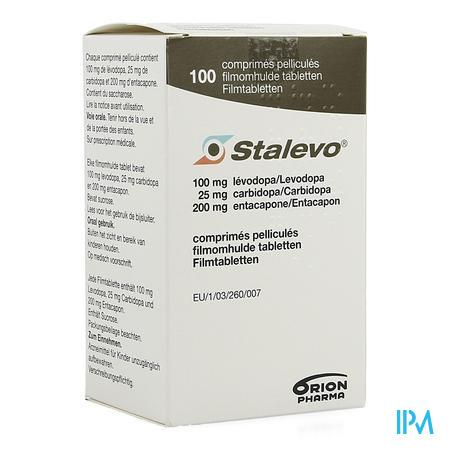 100 comprimés pelliculés
filmomhulde tabletten
Filmtabletten
Stalevo®
100 mg lévodopa/Levodopa
25 mg carbidopa/Carbidopa
200 mg entacapone/Entacapon
comprimés pelliculés
filmomhulde tabletten
Filmtabletten
EU/1/03/260/007
ORION
PHARMA
Chaque comprimé pelliculé contient
100 mg de lévodopa, 25 mg de
carbidopa et 200 mg d'entacapone.
Contient du saccharose.
Lire la notice avant utilisation.
Voie orale. Tenir hors de la vue et
de la portée des enfants.
Sur prescription médicale.
Elke filmomhulde tablet bevat
100 mg levodopa, 25 mg carbidopa
en 200 mg entacapon.
Bevat sucrose.
Lees voor het gebruik de bijsluiter.
Oraal gebruik.
Buiten het zicht en bereik van
kinderen houden.
Op medisch voorschrift.
Jede Filmtablette enthält 100 mg
Levodopa, 25 mg Carbidopa und
200 mg Entacapon.
Enthält Sucrose.
Packungsbeilage beachten.
Zum Einnehmen.
Arzneimittel für Kinder unzugänglich
aufbewahren.
Verschreibungspflichtig.
IPM